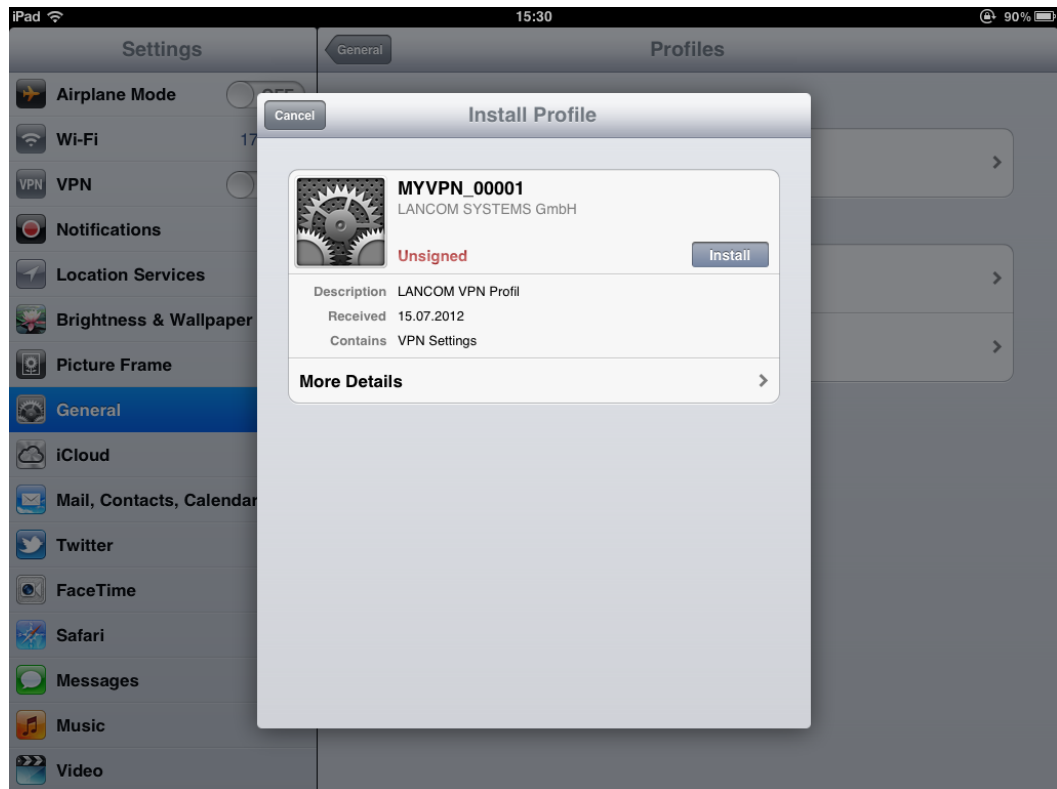 iPad 15:30 90%
Settings General Profiles
Airplane Mode
Wi-Fi 17
VPN VPN
Notifications
Location Services
Brightness & Wallpaper
Picture Frame
General
iCloud
Mail, Contacts, Calendar
Twitter
FaceTime
Safari
Messages
Music
Video
Cancel Install Profile
MYVPN_00001
LANCOM SYSTEMS GmbH
Unsigned Install
Description LANCOM VPN Profil
Received 15.07.2012
Contains VPN Settings
More Details